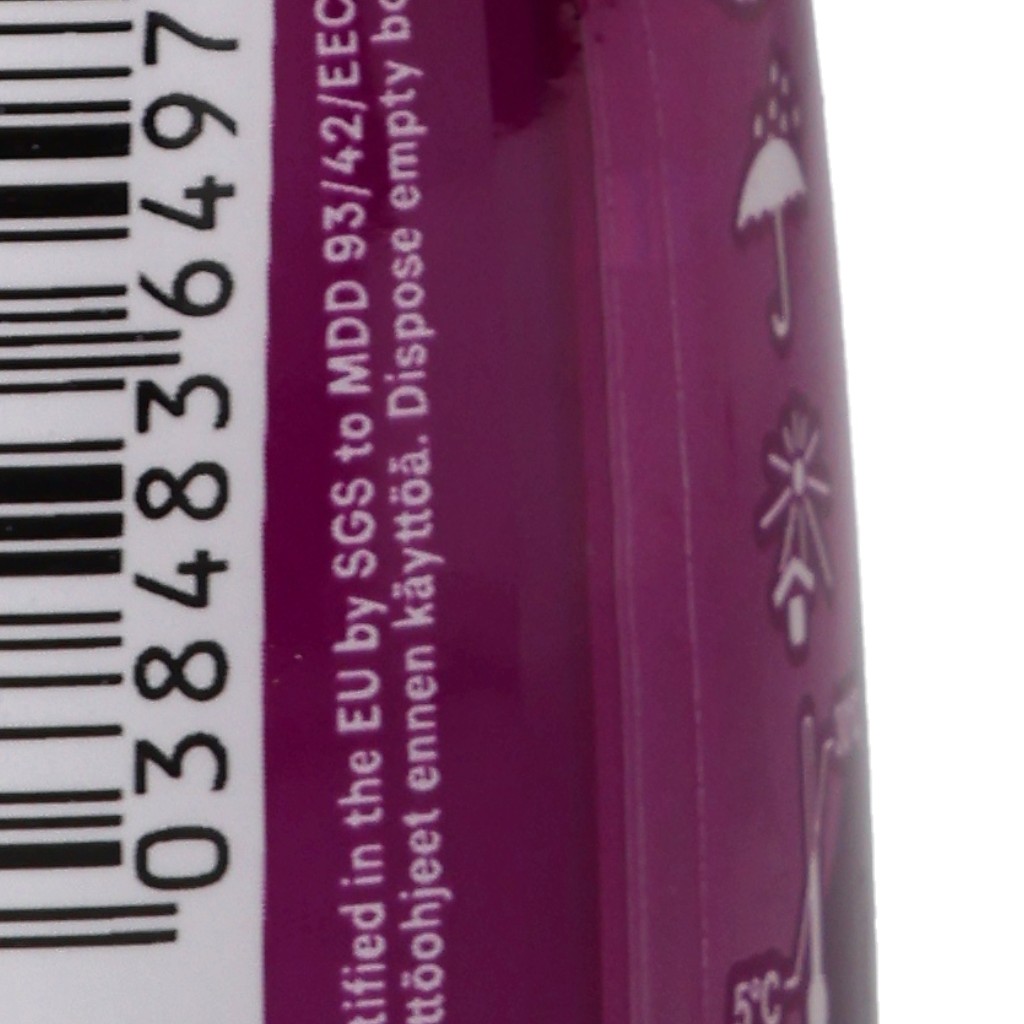 0383483 6497
tified in the EU by SGS to MDD 93/42/EEC
ttöohjeet ennen käyttöä. Dispose empty bo
5°C